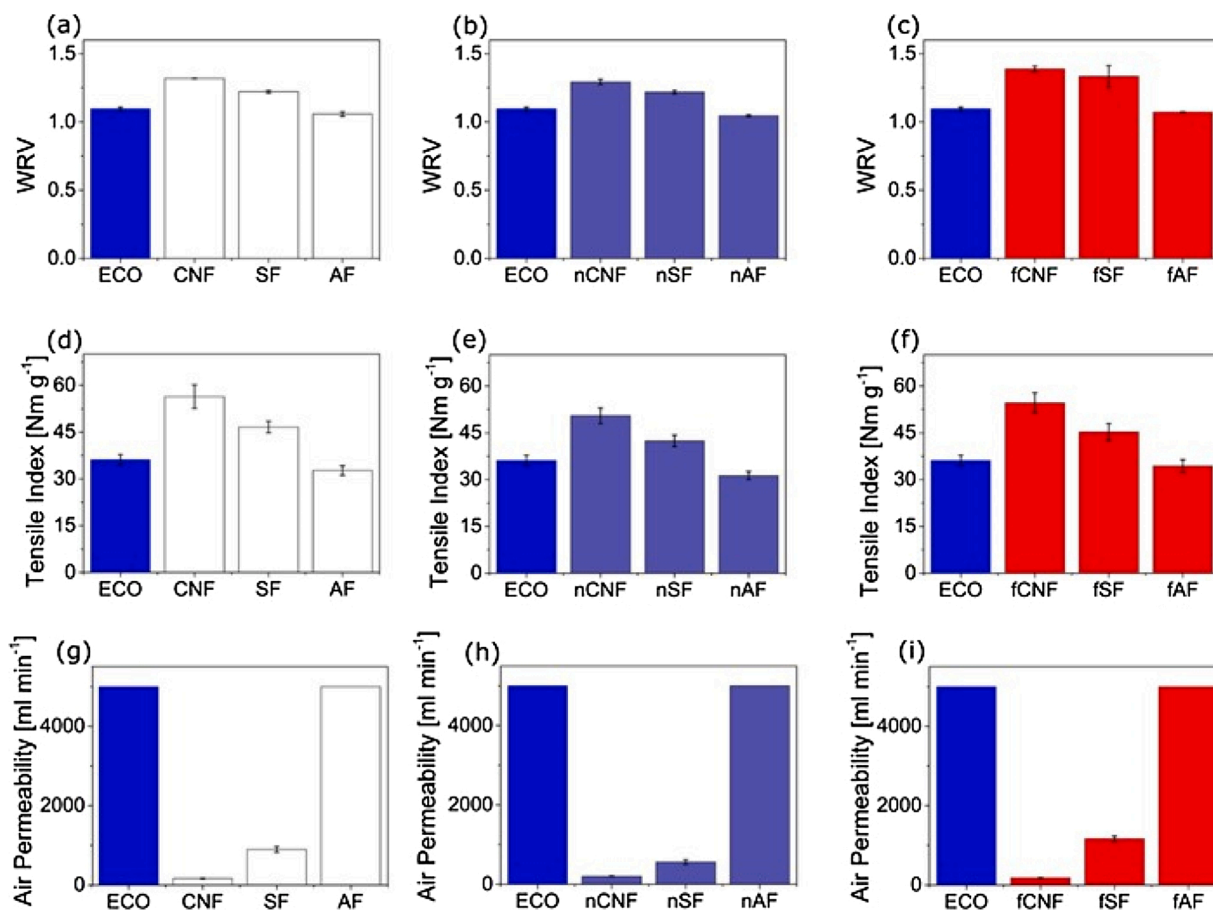 (a)
WRV
1.5
1.0
0.5
0.0
ECO CNF SF AF
(b)
WRV
1.5
1.0
0.5
0.0
ECO nCNF nSF nAF
(c)
WRV
1.5
1.0
0.5
0.0
ECO fCNF fSF fAF
(d)
Tensile Index [Nm g-1]
60
45
30
15
0
ECO CNF SF AF
(e)
Tensile Index [Nm g-1]
60
45
30
15
0
ECO nCNF nSF nAF
(f)
Tensile Index [Nm g-1]
60
45
30
15
0
ECO fCNF fSF fAF
(g)
Air Permeability [ml min-1]
4000
2000
0
ECO CNF SF AF
(h)
Air Permeability [ml min-1]
4000
2000
0
ECO nCNF nSF nAF
(i)
Air Permeability [ml min-1]
4000
2000
0
ECO fCNF fSF fAF